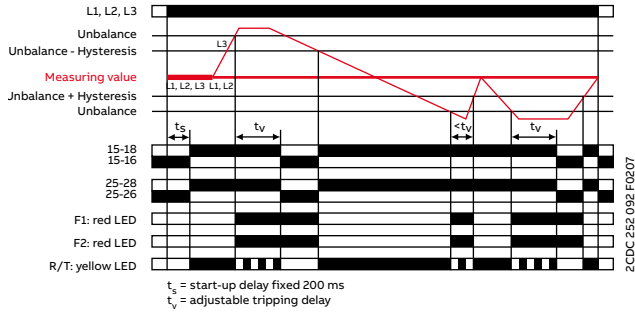 L1, L2, L3
Unbalance
L3
Unbalance - Hysteresis
Measuring value
L1, L2, L3 L1, L2
Unbalance + Hysteresis
Unbalance
ts tv <tv tv
15-18
15-16
25-28
25-26
F1: red LED
F2: red LED
R/T: yellow LED
ts = start-up delay fixed 200 ms
tv = adjustable tripping delay
2CDC 252 092 F0207